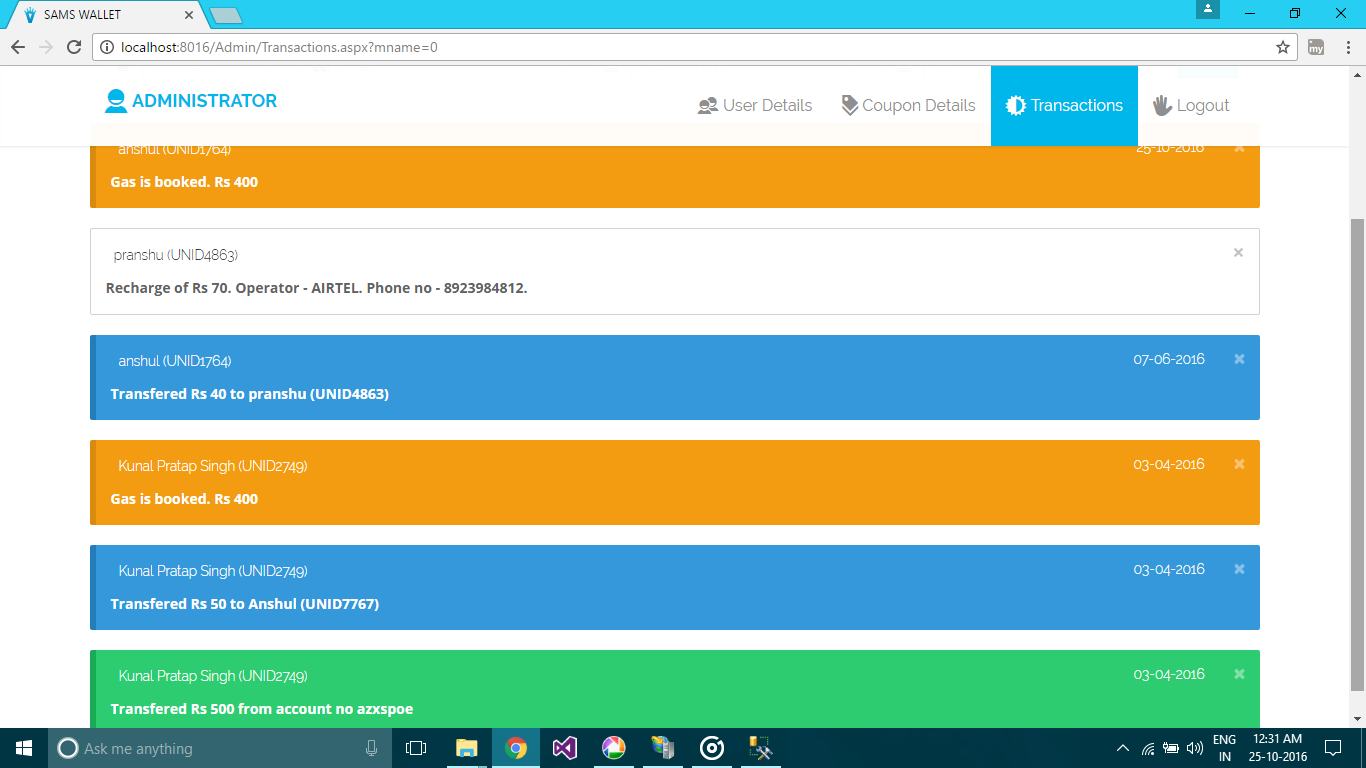 SAMS WALLET
localhost:8016/Admin/Transactions.aspx?mname=0
my
ADMINISTRATOR
User Details
Coupon Details
Transactions
Logout
anshul (UNID1764)
25-10-2016
Gas is booked. Rs 400
pranshu (UNID4863)
Recharge of Rs 70. Operator - AIRTEL. Phone no - 8923984812.
anshul (UNID1764)
07-06-2016
Transfered Rs 40 to pranshu (UNID4863)
Kunal Pratap Singh (UNID2749)
03-04-2016
Gas is booked. Rs 400
Kunal Pratap Singh (UNID2749)
03-04-2016
Transfered Rs 50 to Anshul (UNID7767)
Kunal Pratap Singh (UNID2749)
03-04-2016
Transfered Rs 500 from account no azxspoe
Ask me anything
ENG
IN
12:31 AM
25-10-2016